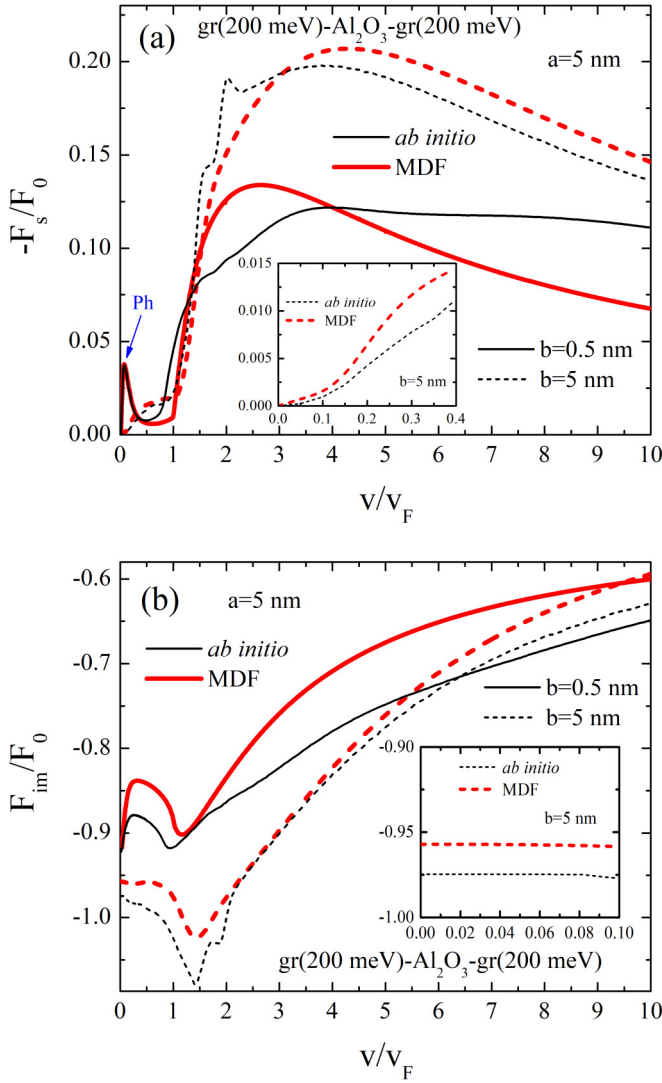 gr(200 meV)-Al₂O₃-gr(200 meV)
(a)
a=5 nm
ab initio
MDF
Ph
b=0.5 nm
b=5 nm
-Fₛ/F₀
0.20
0.15
0.10
0.05
0.00
0.015
0.010
0.005
0.000
ab initio
MDF
b=5 nm
0.0 0.1 0.2 0.3 0.4
0 1 2 3 4 5 6 7 8 9 10
v/v_F
(b)
a=5 nm
ab initio
MDF
b=0.5 nm
b=5 nm
F_im/F₀
-0.6
-0.7
-0.8
-0.9
-1.0
-0.90
-0.95
-1.00
ab initio
MDF
b=5 nm
0.00 0.02 0.04 0.06 0.08 0.10
gr(200 meV)-Al₂O₃-gr(200 meV)
0 1 2 3 4 5 6 7 8 9 10
v/v_F